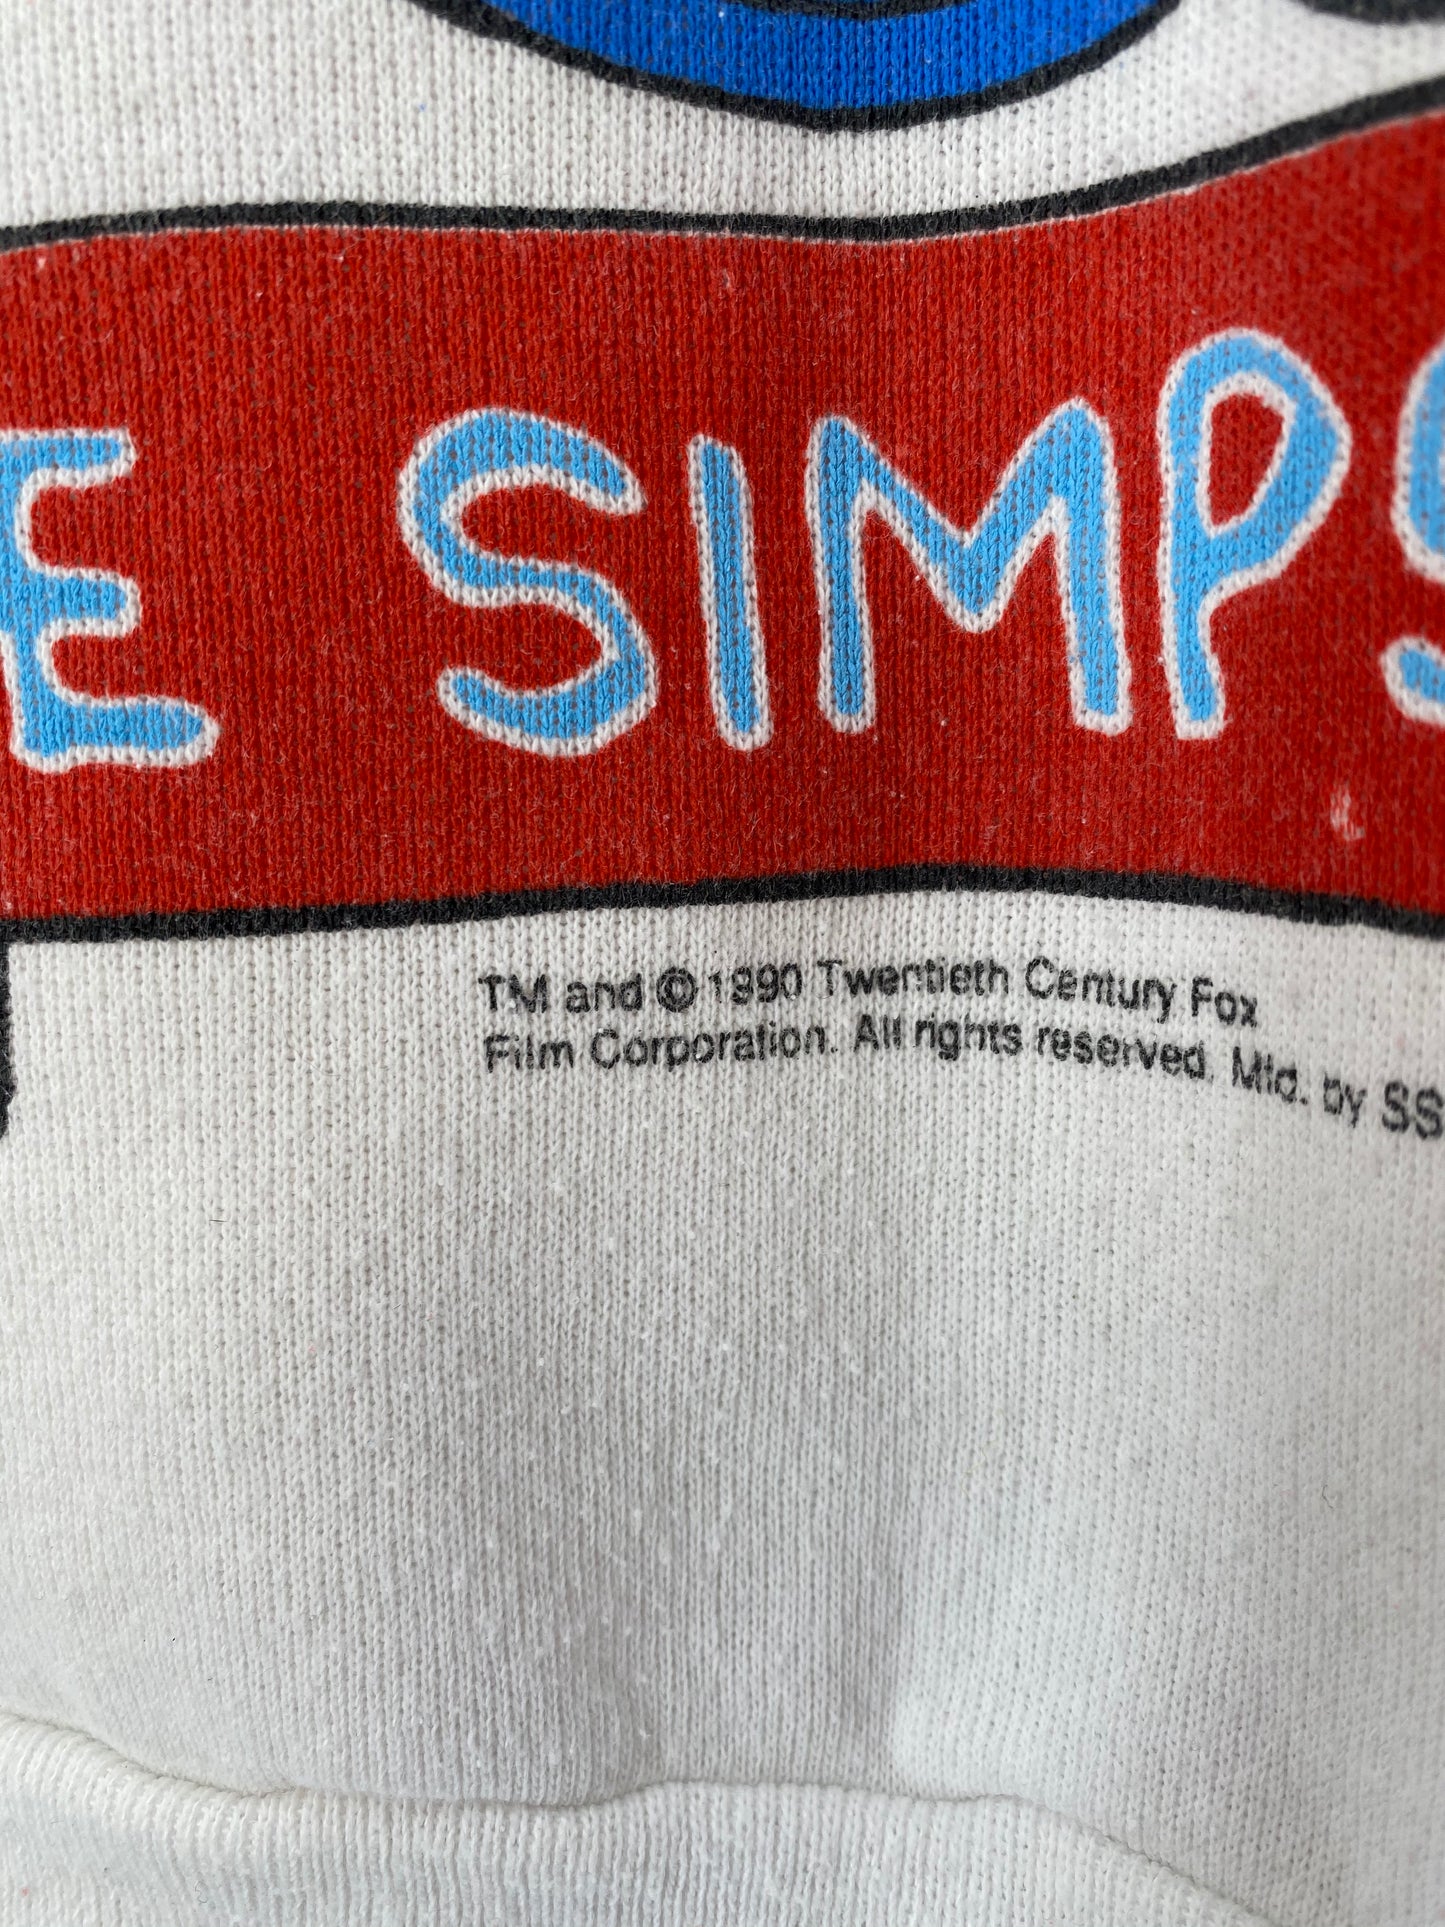 E SIMPS
TM and © 1990 Twentieth Century Fox
Film Corporation. All rights reserved. Mfd. by SS